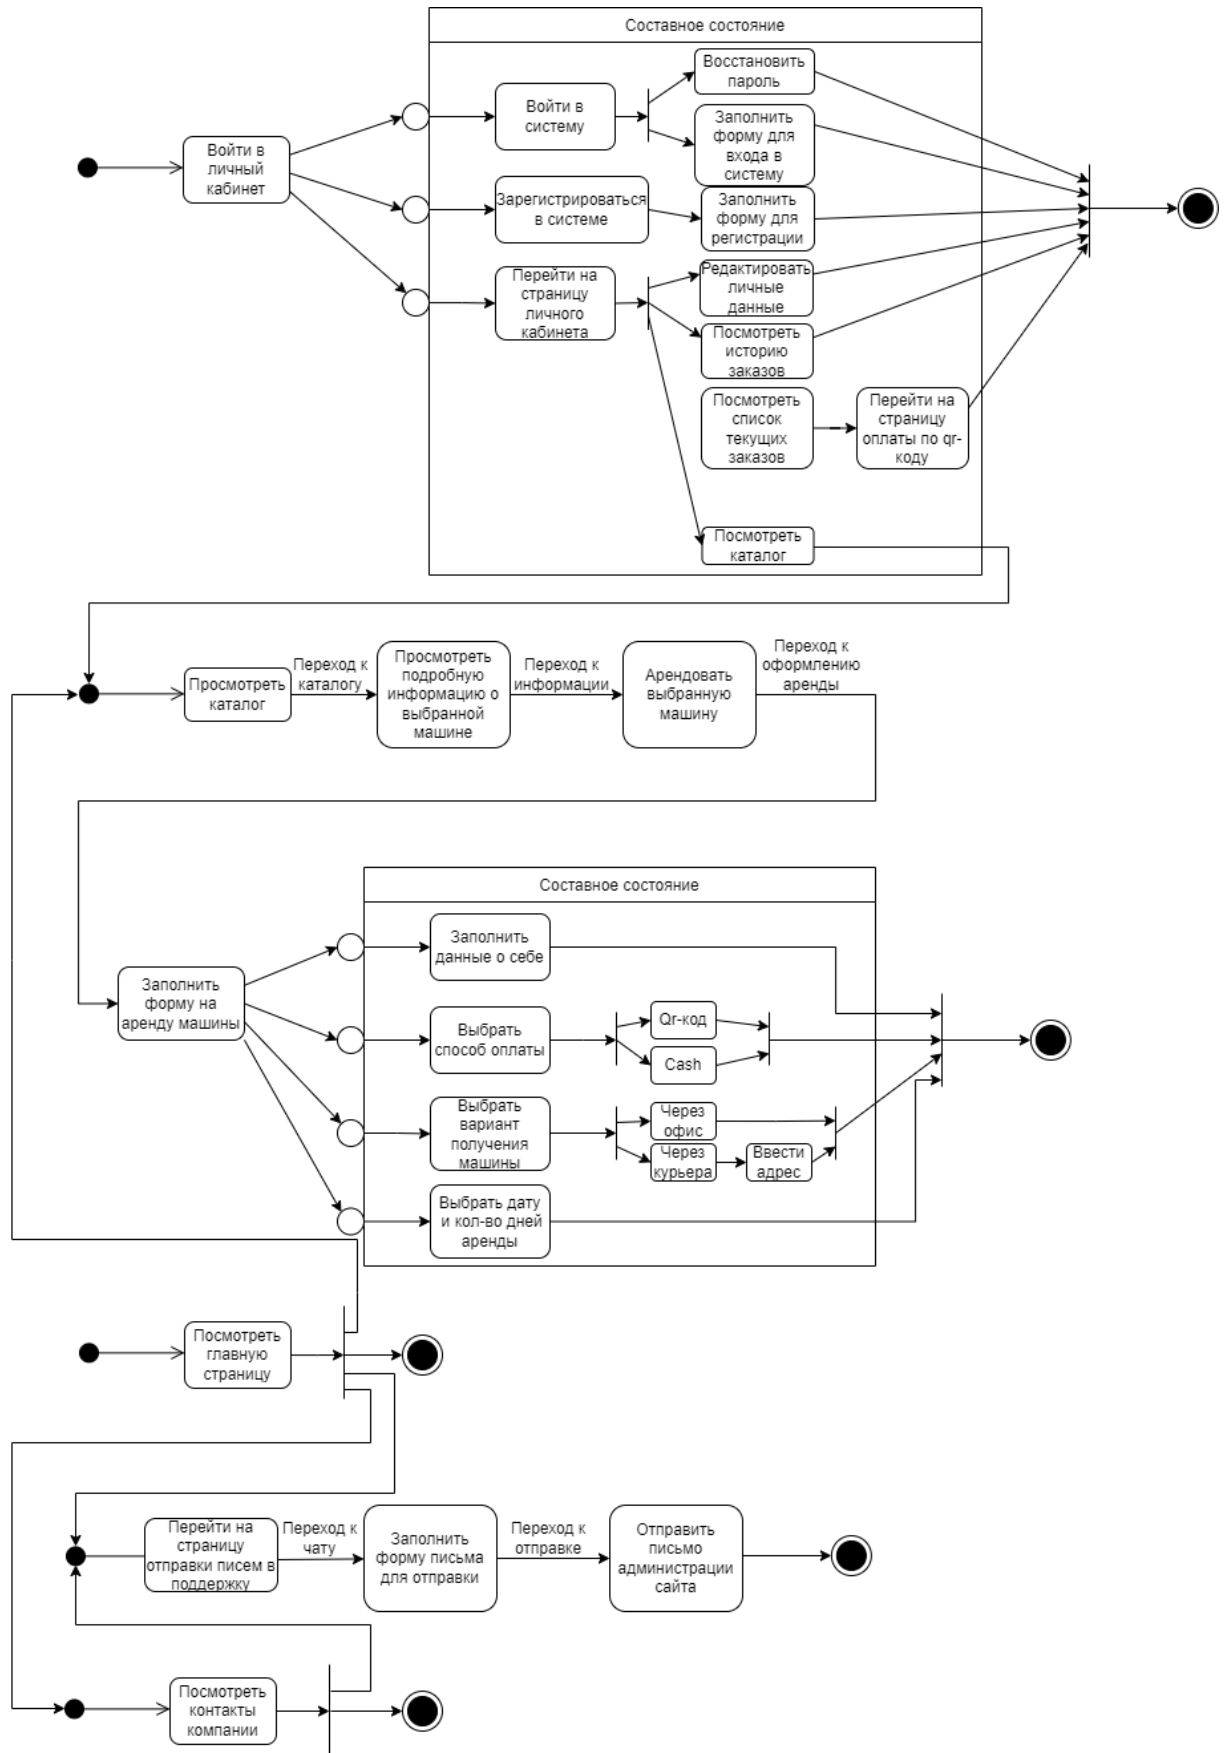 Составное состояние
Войти в
личный
кабинет
Войти в
систему
Восстановить
пароль
Заполнить
форму для
входа в
систему
Зарегистрироваться
в системе
Заполнить
форму для
регистрации
Перейти на
страницу
личного
кабинета
Редактировать
личные
данные
Посмотреть
историю
заказов
Посмотреть
список
текущих
заказов
Перейти на
страницу
оплаты по qr-
коду
Посмотреть
каталог
Просмотреть
каталог
Переход к
каталогу
Просмотреть
подробную
информацию о
выбранной
машине
Переход к
информации
Арендовать
выбранную
машину
Переход к
оформлению
аренды
Составное состояние
Заполнить
форму на
аренду машины
Заполнить
данные о себе
Выбрать
способ оплаты
Qr-код
Cash
Выбрать
вариант
получения
машины
Через
офис
Через
курьера
Ввести
адрес
Выбрать дату
и кол-во дней
аренды
Посмотреть
главную
страницу
Перейти на
страницу
отправки писем в
поддержку
Переход к
чату
Заполнить
форму письма
для отправки
Переход к
отправке
Отправить
письмо
администрации
сайта
Посмотреть
контакты
компании